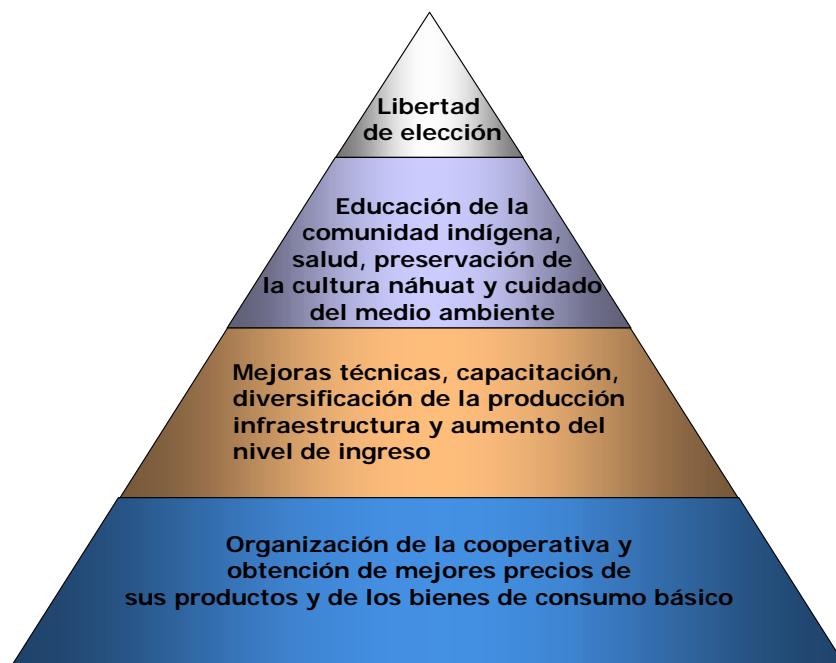 Libertad
de elección
Educación de la
comunidad indígena,
salud, preservación de
la cultura náhuat y cuidado
del medio ambiente
Mejoras técnicas, capacitación,
diversificación de la producción
infraestructura y aumento del
nivel de ingreso
Organización de la cooperativa y
obtención de mejores precios de
sus productos y de los bienes de consumo básico